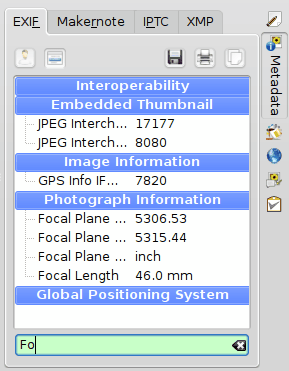 EXIF Makernote IPTC XMP
Metadata
Interoperability
Embedded Thumbnail
JPEG Interch... 17177
JPEG Interch... 8080
Image Information
GPS Info IF... 7820
Photograph Information
Focal Plane ... 5306.53
Focal Plane ... 5315.44
Focal Plane ... inch
Focal Length 46.0 mm
Global Positioning System
Fo